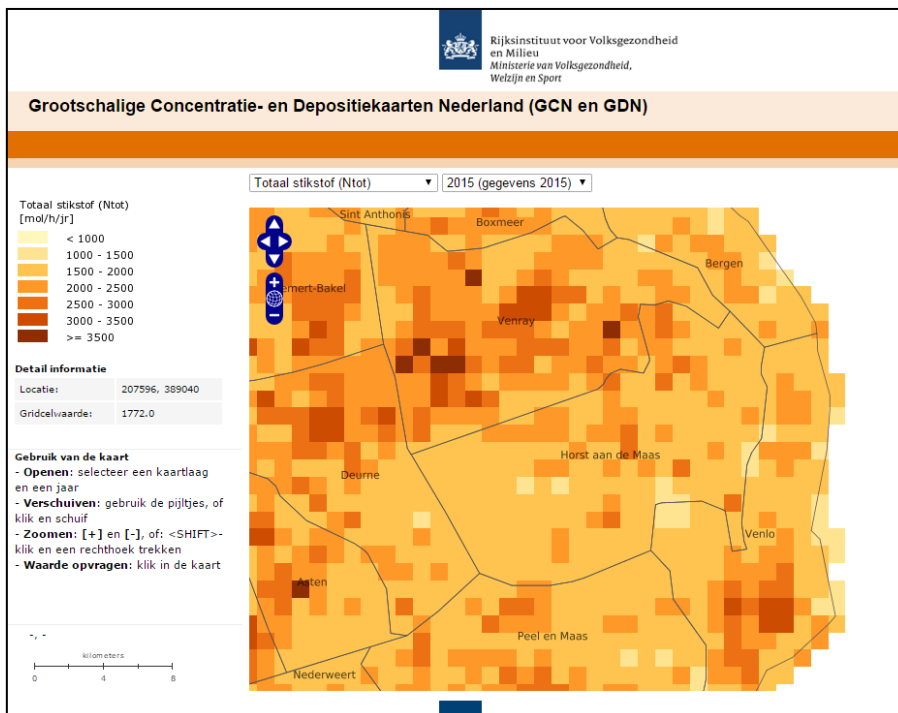 Rijksinstituut voor Volksgezondheid
en Milieu
Ministerie van Volksgezondheid,
Welzijn en Sport
Grootschalige Concentratie- en Depositiekaarten Nederland (GCN en GDN)
Totaal stikstof (Ntot)
2015 (gegevens 2015)
Totaal stikstof (Ntot)
[mol/h/jr]
< 1000
1000 - 1500
1500 - 2000
2000 - 2500
2500 - 3000
3000 - 3500
>= 3500
Detail informatie
Locatie: 207596, 389040
Gridcelwaarde: 1772.0
Gebruik van de kaart
- Openen: selecteer een kaartlaag
en een jaar
- Verschuiven: gebruik de pijltjes, of
klik en schuif
- Zoomen: [+] en [-], of: <SHIFT>-
klik en een rechthoek trekken
- Waarde opvragen: klik in de kaart
-, -
kilometers
0 4 8
Sint Anthonis
Boxmeer
Bergen
emert-Bakel
Venray
Horst aan de Maas
Deurne
Venlo
Asten
Peel en Maas
Nederweert